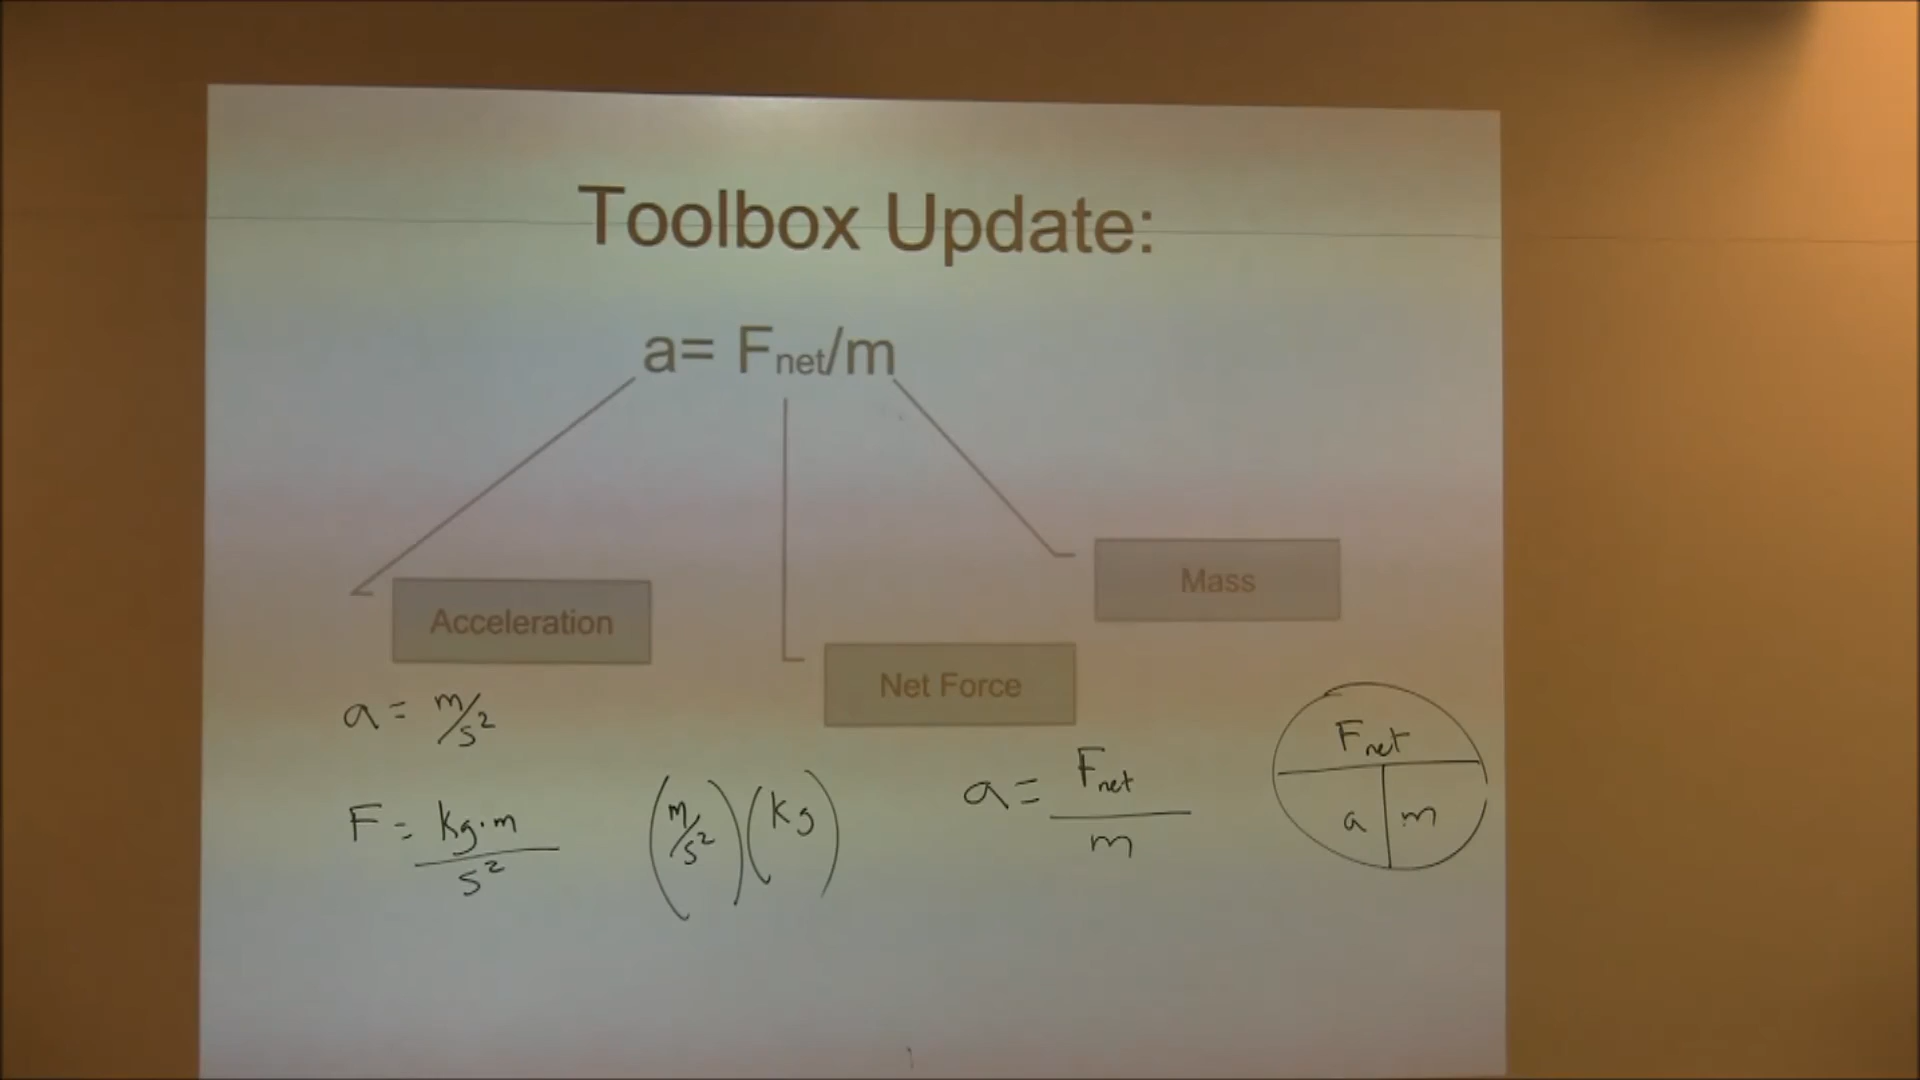 Toolbox Update:
a= Fnet/m
Acceleration
Mass
Net Force
a = m/s²
F = kg·m/s²
(m/s²)(kg)
a = Fnet/m
Fnet
a | m